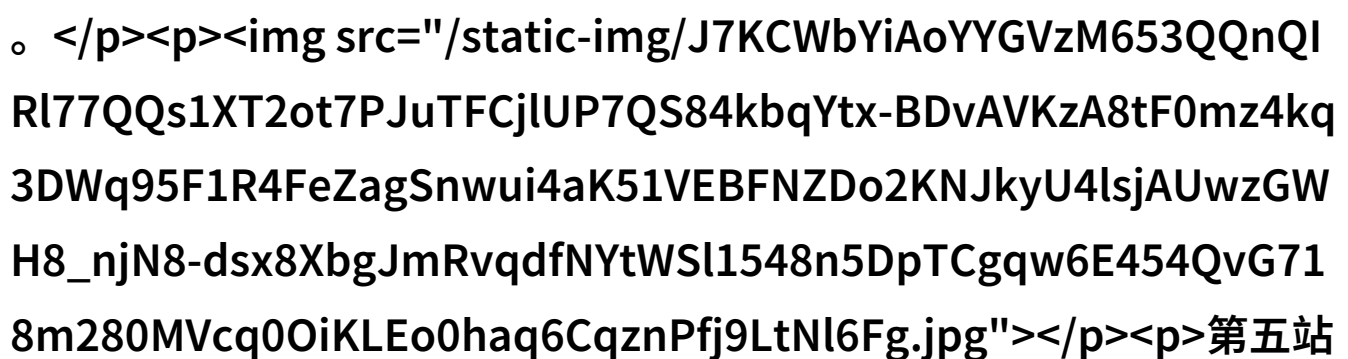 。</p><p><img src="/static-img/J7KCWbYiAoYYGVzM653QQnQI
Rl77QQs1XT2ot7PJuTFCjlUP7QS84kbqYtx-BDvAVKzA8tF0mz4kq
3DWq95F1R4FeZagSnwui4aK51VEBFNZDo2KNJkyU4lsjAUwzGW
H8_njN8-dsx8XbgJmRvqdfNYtWSl1548n5DpTCgqw6E454QvG71
8m280MVcq0OiKLEo0haq6CqznPfj9LtNl6Fg.jpg"></p><p>第五站